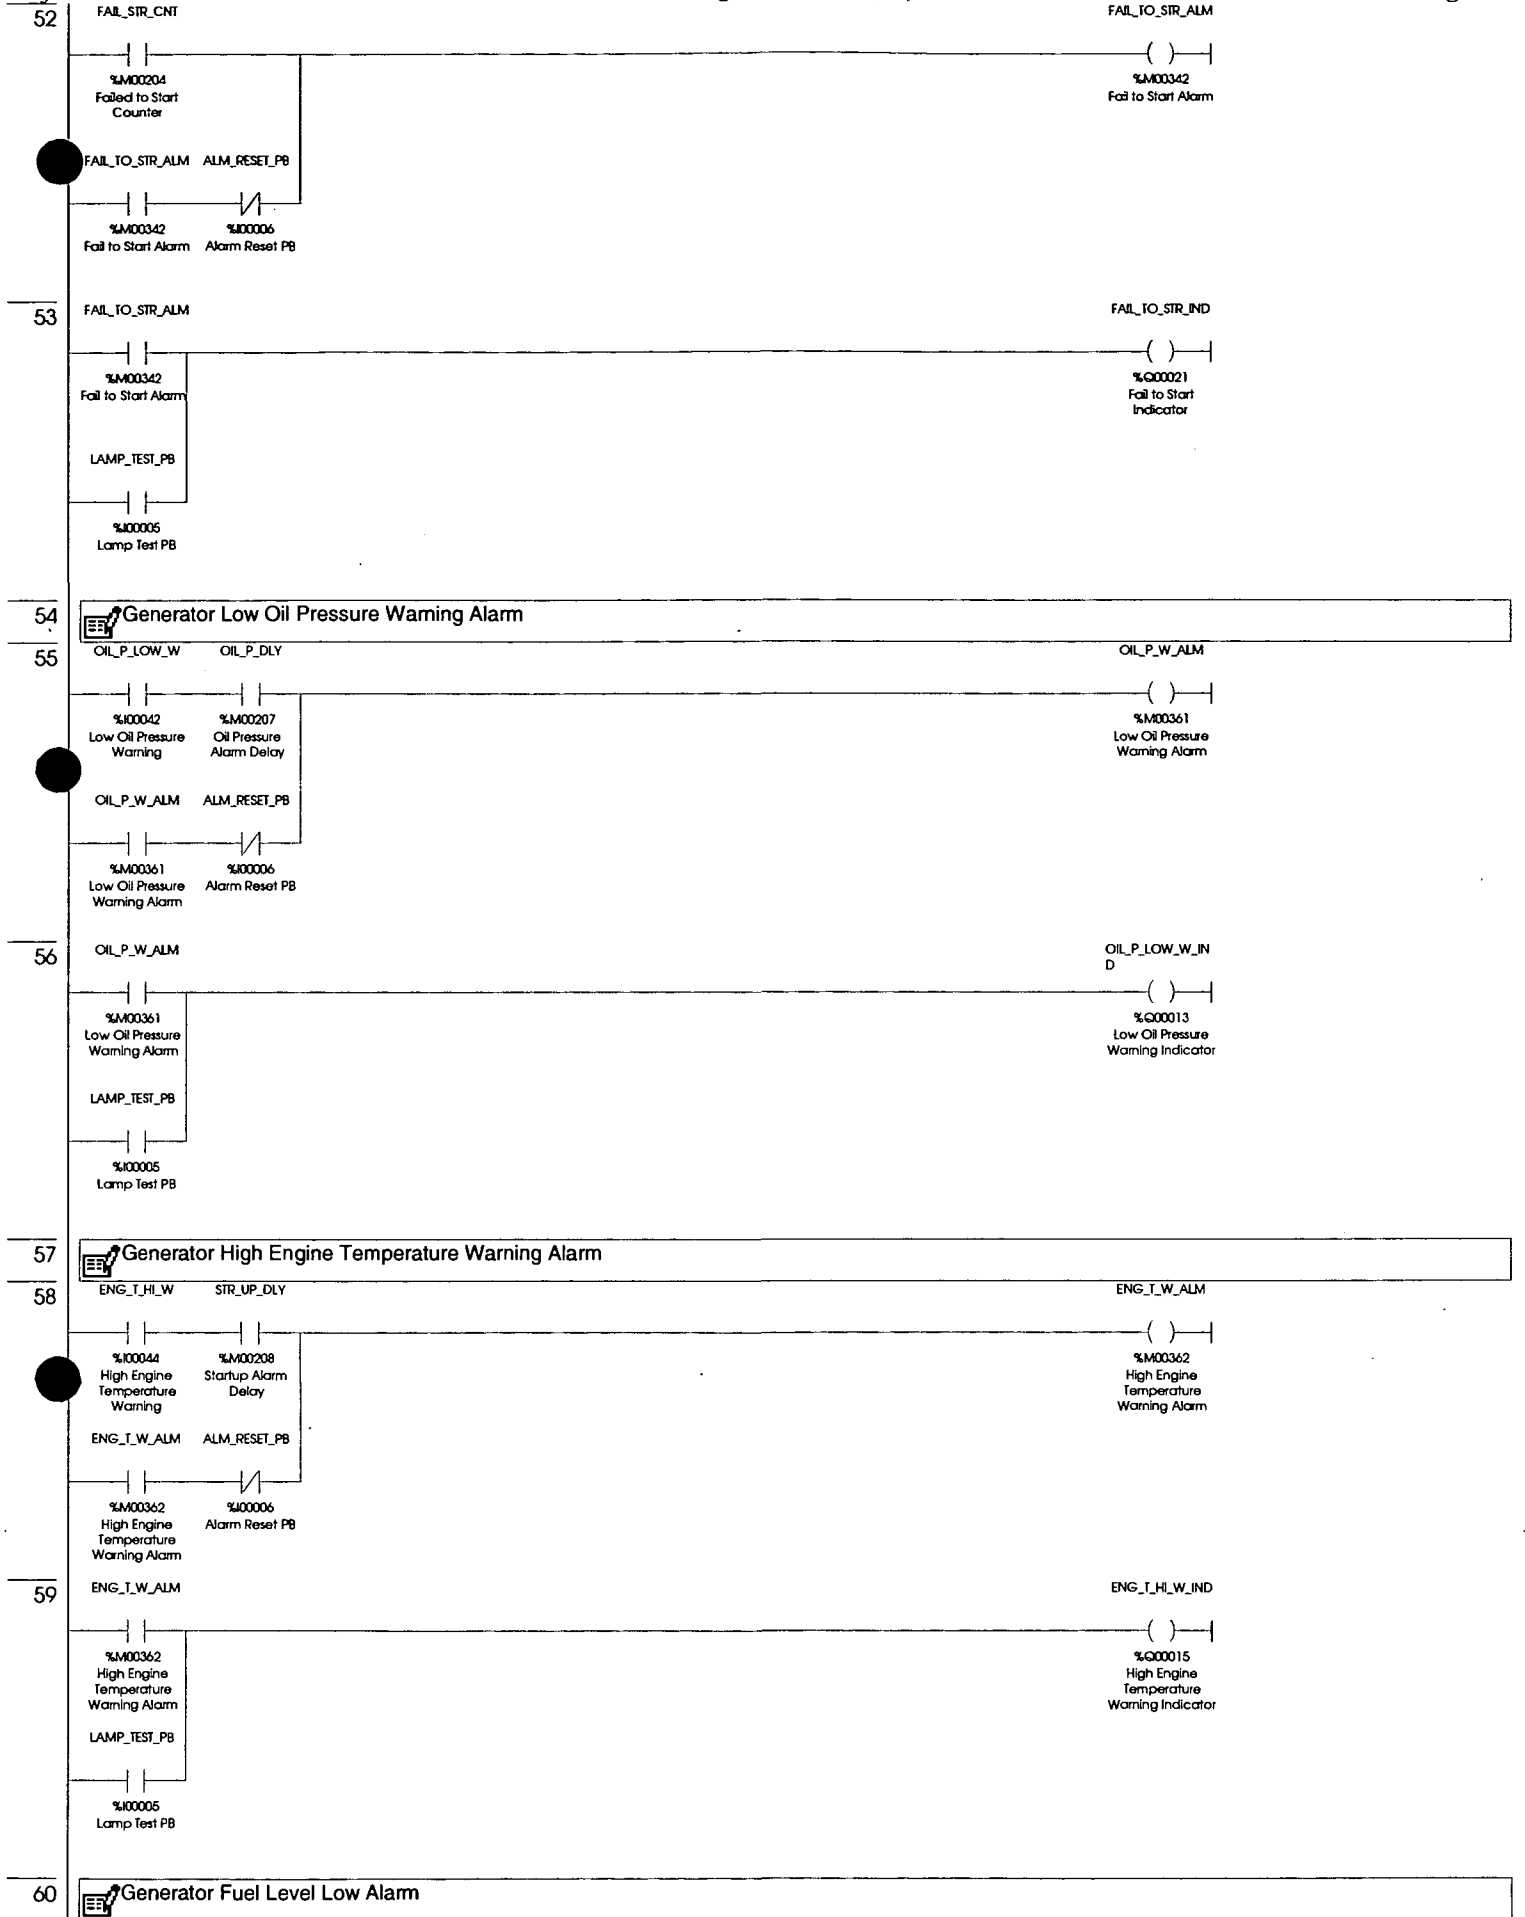 52
FAIL_STR_CNT
FAIL_TO_STR_ALM
%M00204
Failed to Start
Counter
%M00342
Fail to Start Alarm
FAIL_TO_STR_ALM ALM_RESET_PB
%M00342 %I00006
Fail to Start Alarm Alarm Reset PB
53
FAIL_TO_STR_ALM
FAIL_TO_STR_IND
%M00342
Fail to Start Alarm
%Q00021
Fail to Start
Indicator
LAMP_TEST_PB
%I00005
Lamp Test PB
54
Generator Low Oil Pressure Warning Alarm
55
OIL_P_LOW_W OIL_P_DLY
OIL_P_W_ALM
%I00042 %M00207
Low Oil Pressure Oil Pressure
Warning Alarm Delay
%M00361
Low Oil Pressure
Warning Alarm
OIL_P_W_ALM ALM_RESET_PB
%M00361 %I00006
Low Oil Pressure Alarm Reset PB
Warning Alarm
56
OIL_P_W_ALM
OIL_P_LOW_W_IN
D
%M00361
Low Oil Pressure
Warning Alarm
%Q00013
Low Oil Pressure
Warning Indicator
LAMP_TEST_PB
%I00005
Lamp Test PB
57
Generator High Engine Temperature Warning Alarm
58
ENG_T_HI_W STR_UP_DLY
ENG_T_W_ALM
%I00044 %M00208
High Engine Startup Alarm
Temperature Delay
Warning
%M00362
High Engine
Temperature
Warning Alarm
ENG_T_W_ALM ALM_RESET_PB
%M00362 %I00006
High Engine Alarm Reset PB
Temperature
Warning Alarm
59
ENG_T_W_ALM
ENG_T_HI_W_IND
%M00362
High Engine
Temperature
Warning Alarm
%Q00015
High Engine
Temperature
Warning Indicator
LAMP_TEST_PB
%I00005
Lamp Test PB
60
Generator Fuel Level Low Alarm